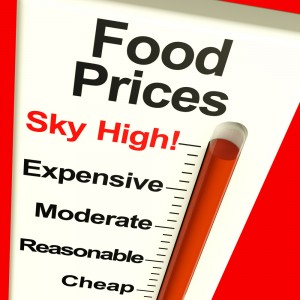 Food
Prices
Sky High!
Expensive
Moderate
Reasonable
Cheap